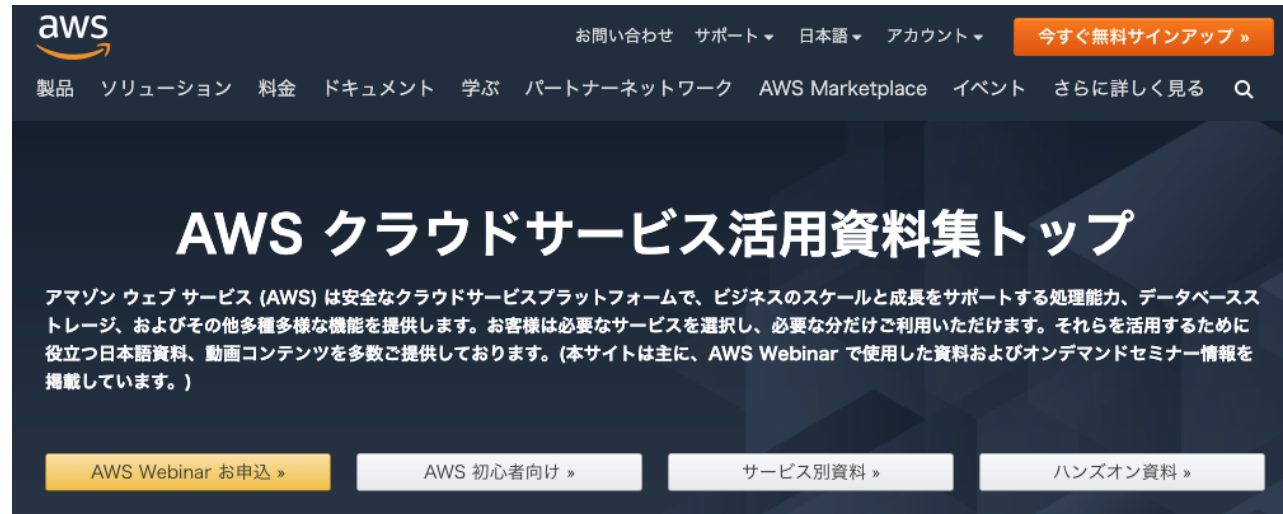 aws
お問い合わせ サポート 日本語 アカウント 今すぐ無料サインアップ »
製品 ソリューション 料金 ドキュメント 学ぶ パートナーネットワーク AWS Marketplace イベント さらに詳しく見る
AWS クラウドサービス活用資料集トップ
アマゾン ウェブ サービス (AWS) は安全なクラウドサービスプラットフォームで、ビジネスのスケールと成長をサポートする処理能力、データベースス
トレージ、およびその他多種多様な機能を提供します。お客様は必要なサービスを選択し、必要な分だけご利用いただけます。それらを活用するために
役立つ日本語資料、動画コンテンツを多数ご提供しております。(本サイトは主に、AWS Webinar で使用した資料およびオンデマンドセミナー情報を
掲載しています。)
AWS Webinar お申込 » AWS 初心者向け » サービス別資料 » ハンズオン資料 »